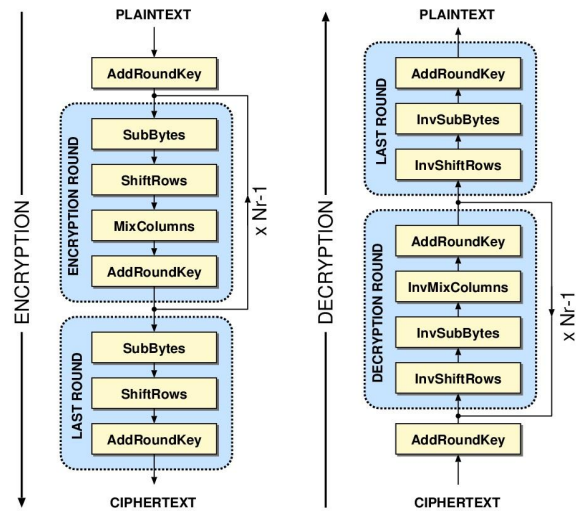 PLAINTEXT
AddRoundKey
ENCRYPTION ROUND
SubBytes
ShiftRows
MixColumns
AddRoundKey
x Nr-1
ENCRYPTION
LAST ROUND
SubBytes
ShiftRows
AddRoundKey
CIPHERTEXT
PLAINTEXT
LAST ROUND
AddRoundKey
InvSubBytes
InvShiftRows
DECRYPTION
DECRYPTION ROUND
AddRoundKey
InvMixColumns
InvSubBytes
InvShiftRows
x Nr-1
AddRoundKey
CIPHERTEXT